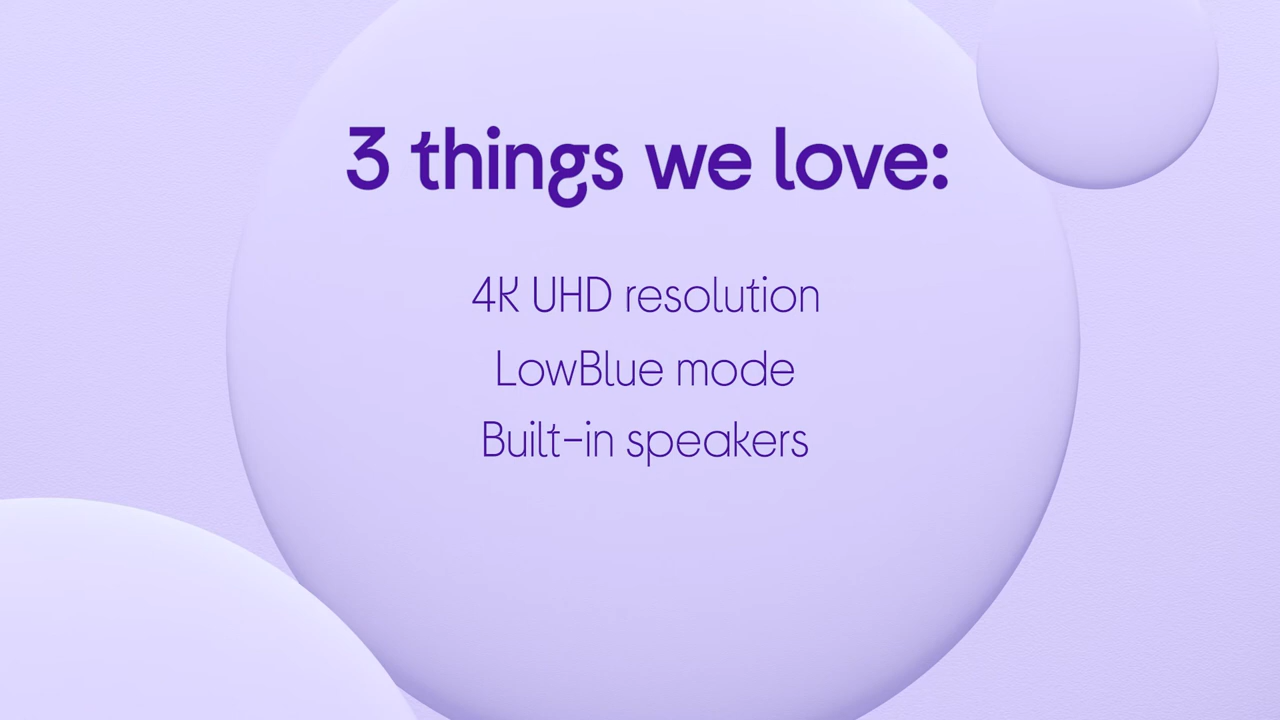 3 things we love:
4K UHD resolution
LowBlue mode
Built-in speakers